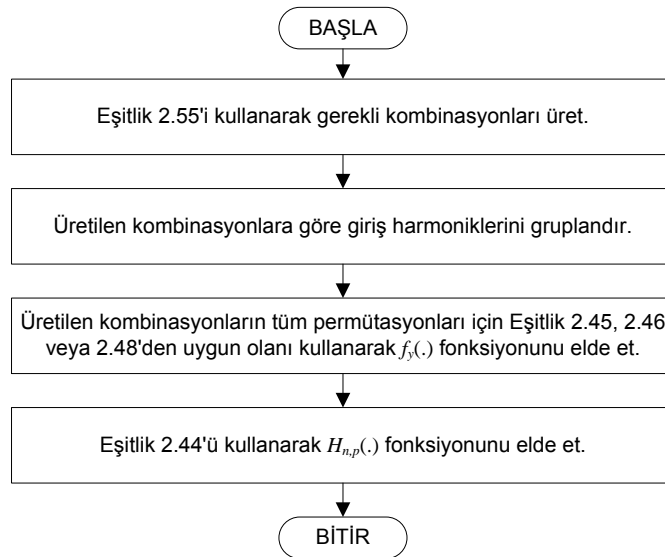 BAŞLA
Eşitlik 2.55'i kullanarak gerekli kombinasyonları üret.
Üretilen kombinasyonlara göre giriş harmoniklerini gruplandır.
Üretilen kombinasyonların tüm permütasyonları için Eşitlik 2.45, 2.46
veya 2.48'den uygun olanı kullanarak f_y(.) fonksiyonunu elde et.
Eşitlik 2.44'ü kullanarak H_{n,p}(.) fonksiyonunu elde et.
BİTİR